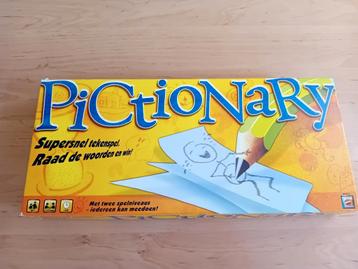 PiCtioNaRy
Supersnel tekenspel.
Raad de woorden en win!
Met twee spelniveaus
- iedereen kan meedoen!